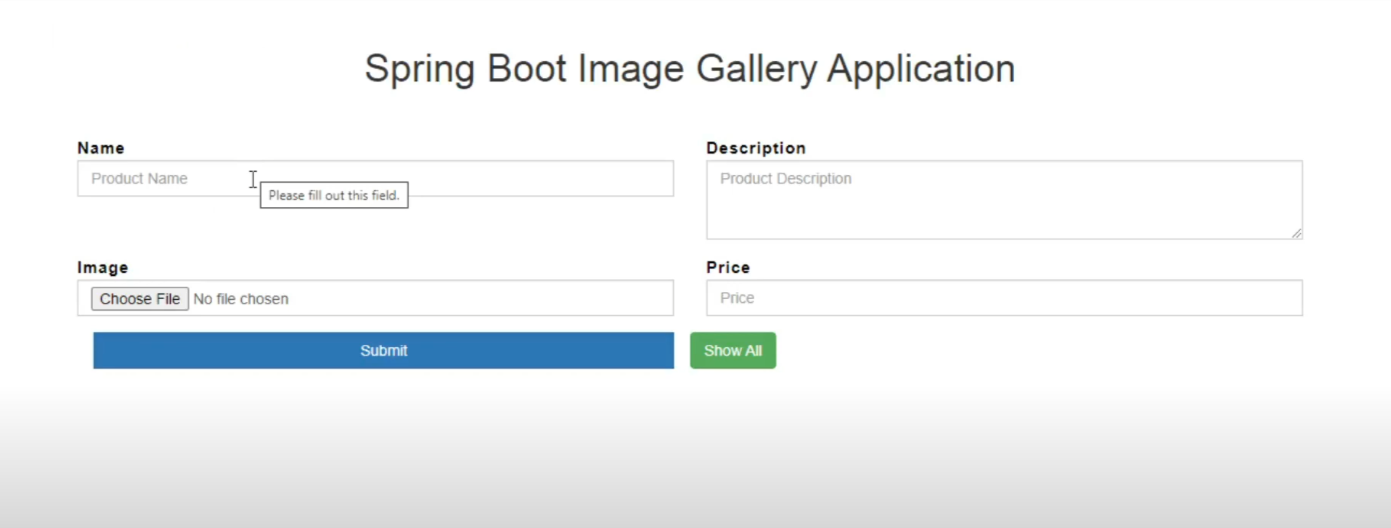 Spring Boot Image Gallery Application
Name
Description
Product Name
Please fill out this field.
Product Description
Image
Price
Choose File No file chosen
Price
Submit
Show All